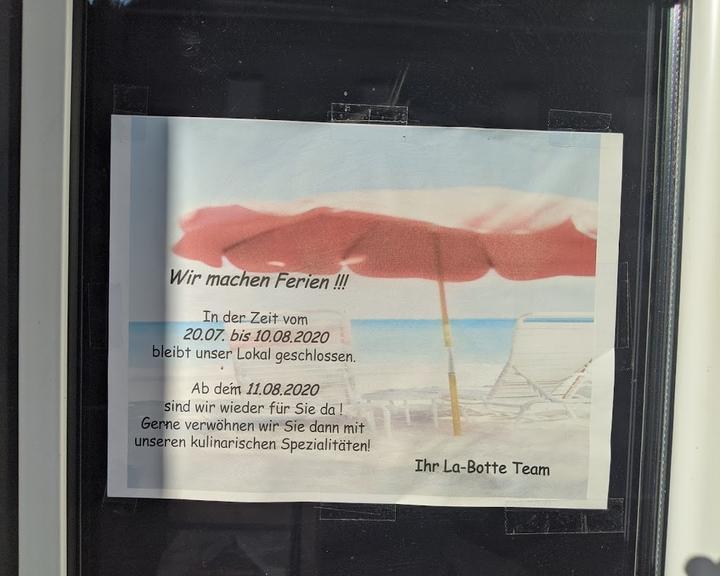 Wir machen Ferien !!!
In der Zeit vom
20.07. bis 10.08.2020
bleibt unser Lokal geschlossen.
Ab dem 11.08.2020
sind wir wieder für Sie da !
Gerne verwöhnen wir Sie dann mit
unseren kulinarischen Spezialitäten!
Ihr La-Botte Team